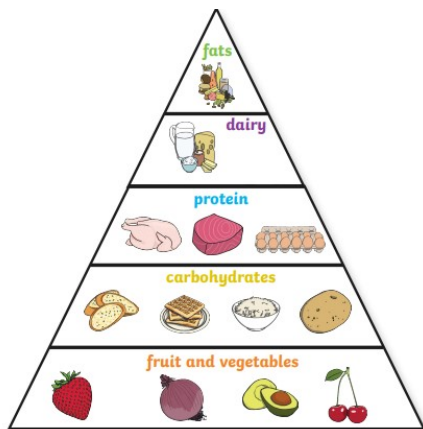 fats
dairy
protein
carbohydrates
fruit and vegetables